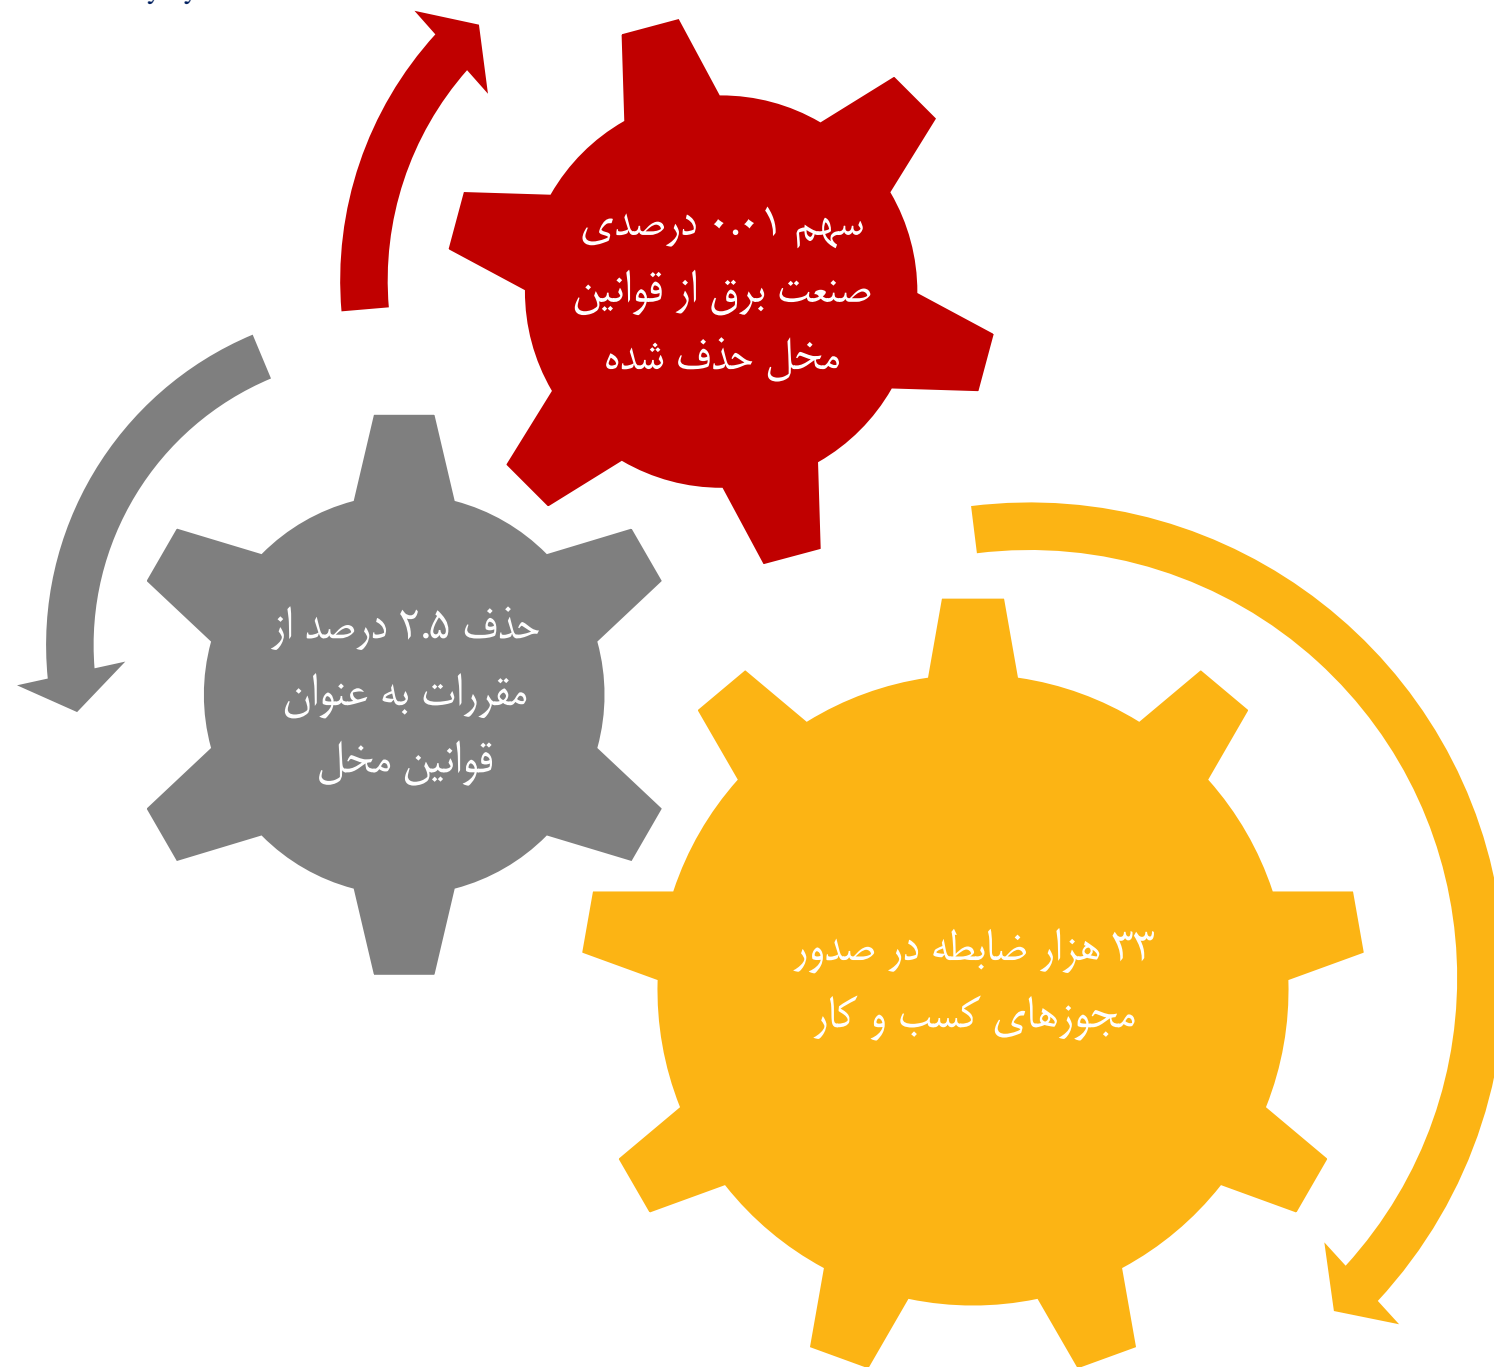 سهم ۰.۰۱ درصدی
صنعت برق از قوانین
مخل حذف شده
حذف ۲.۵ درصد از
مقررات به عنوان
قوانین مخل
۳۳ هزار ضابطه در صدور
مجوزهای کسب و کار